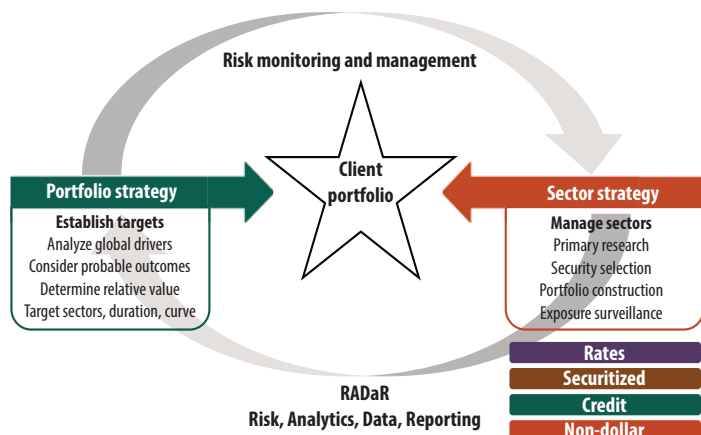 Risk monitoring and management
Client
portfolio
Portfolio strategy
Establish targets
Analyze global drivers
Consider probable outcomes
Determine relative value
Target sectors, duration, curve
Sector strategy
Manage sectors
Primary research
Security selection
Portfolio construction
Exposure surveillance
Rates
Securitized
Credit
Non-dollar
RADaR
Risk, Analytics, Data, Reporting